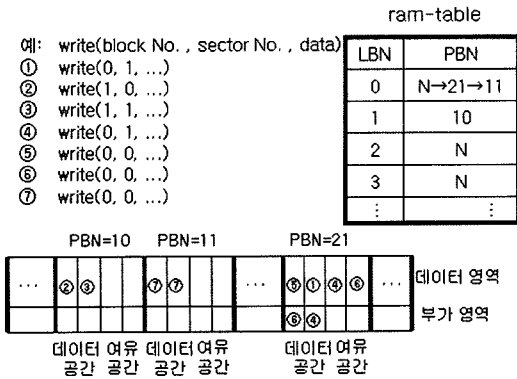 ram-table
예: write(block No. , sector No. , data)
① write(0, 1, ...)
② write(1, 0, ...)
③ write(1, 1, ...)
④ write(0, 1, ...)
⑤ write(0, 0, ...)
⑥ write(0, 0, ...)
⑦ write(0, 0, ...)
LBN PBN
0 N→21→11
1 10
2 N
3 N
⋮ ⋮
PBN=10 PBN=11 PBN=21
... ② ③ ⑦ ⑦ ... ⑤ ① ④ ⑥ ... 데이터 영역
⑥ ④ 부가 영역
데이터 여유 데이터 여유 데이터 여유
공간 공간 공간 공간 공간 공간